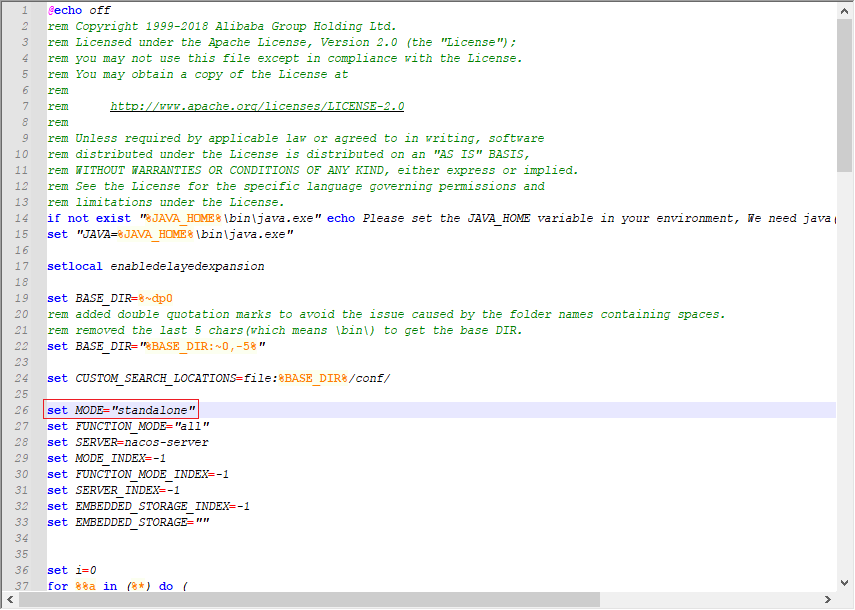 1 @echo off
2 rem Copyright 1999-2018 Alibaba Group Holding Ltd.
3 rem Licensed under the Apache License, Version 2.0 (the "License");
4 rem you may not use this file except in compliance with the License.
5 rem You may obtain a copy of the License at
6 rem
7 rem      http://www.apache.org/licenses/LICENSE-2.0
8 rem
9 rem Unless required by applicable law or agreed to in writing, software
10 rem distributed under the License is distributed on an "AS IS" BASIS,
11 rem WITHOUT WARRANTIES OR CONDITIONS OF ANY KIND, either express or implied.
12 rem See the License for the specific language governing permissions and
13 rem limitations under the License.
14 if not exist "%JAVA_HOME%\bin\java.exe" echo Please set the JAVA_HOME variable in your environment, We need java(
15 set "JAVA=%JAVA_HOME%\bin\java.exe"
16
17 setlocal enabledelayedexpansion
18
19 set BASE_DIR=%~dp0
20 rem added double quotation marks to avoid the issue caused by the folder names containing spaces.
21 rem removed the last 5 chars(which means \bin\) to get the base DIR.
22 set BASE_DIR="%BASE_DIR:~0,-5%"
23
24 set CUSTOM_SEARCH_LOCATIONS=file:%BASE_DIR%/conf/
25
26 set MODE="standalone"
27 set FUNCTION_MODE="all"
28 set SERVER=nacos-server
29 set MODE_INDEX=-1
30 set FUNCTION_MODE_INDEX=-1
31 set SERVER_INDEX=-1
32 set EMBEDDED_STORAGE_INDEX=-1
33 set EMBEDDED_STORAGE=""
34
35
36 set i=0
37 for %%a in (%*) do (